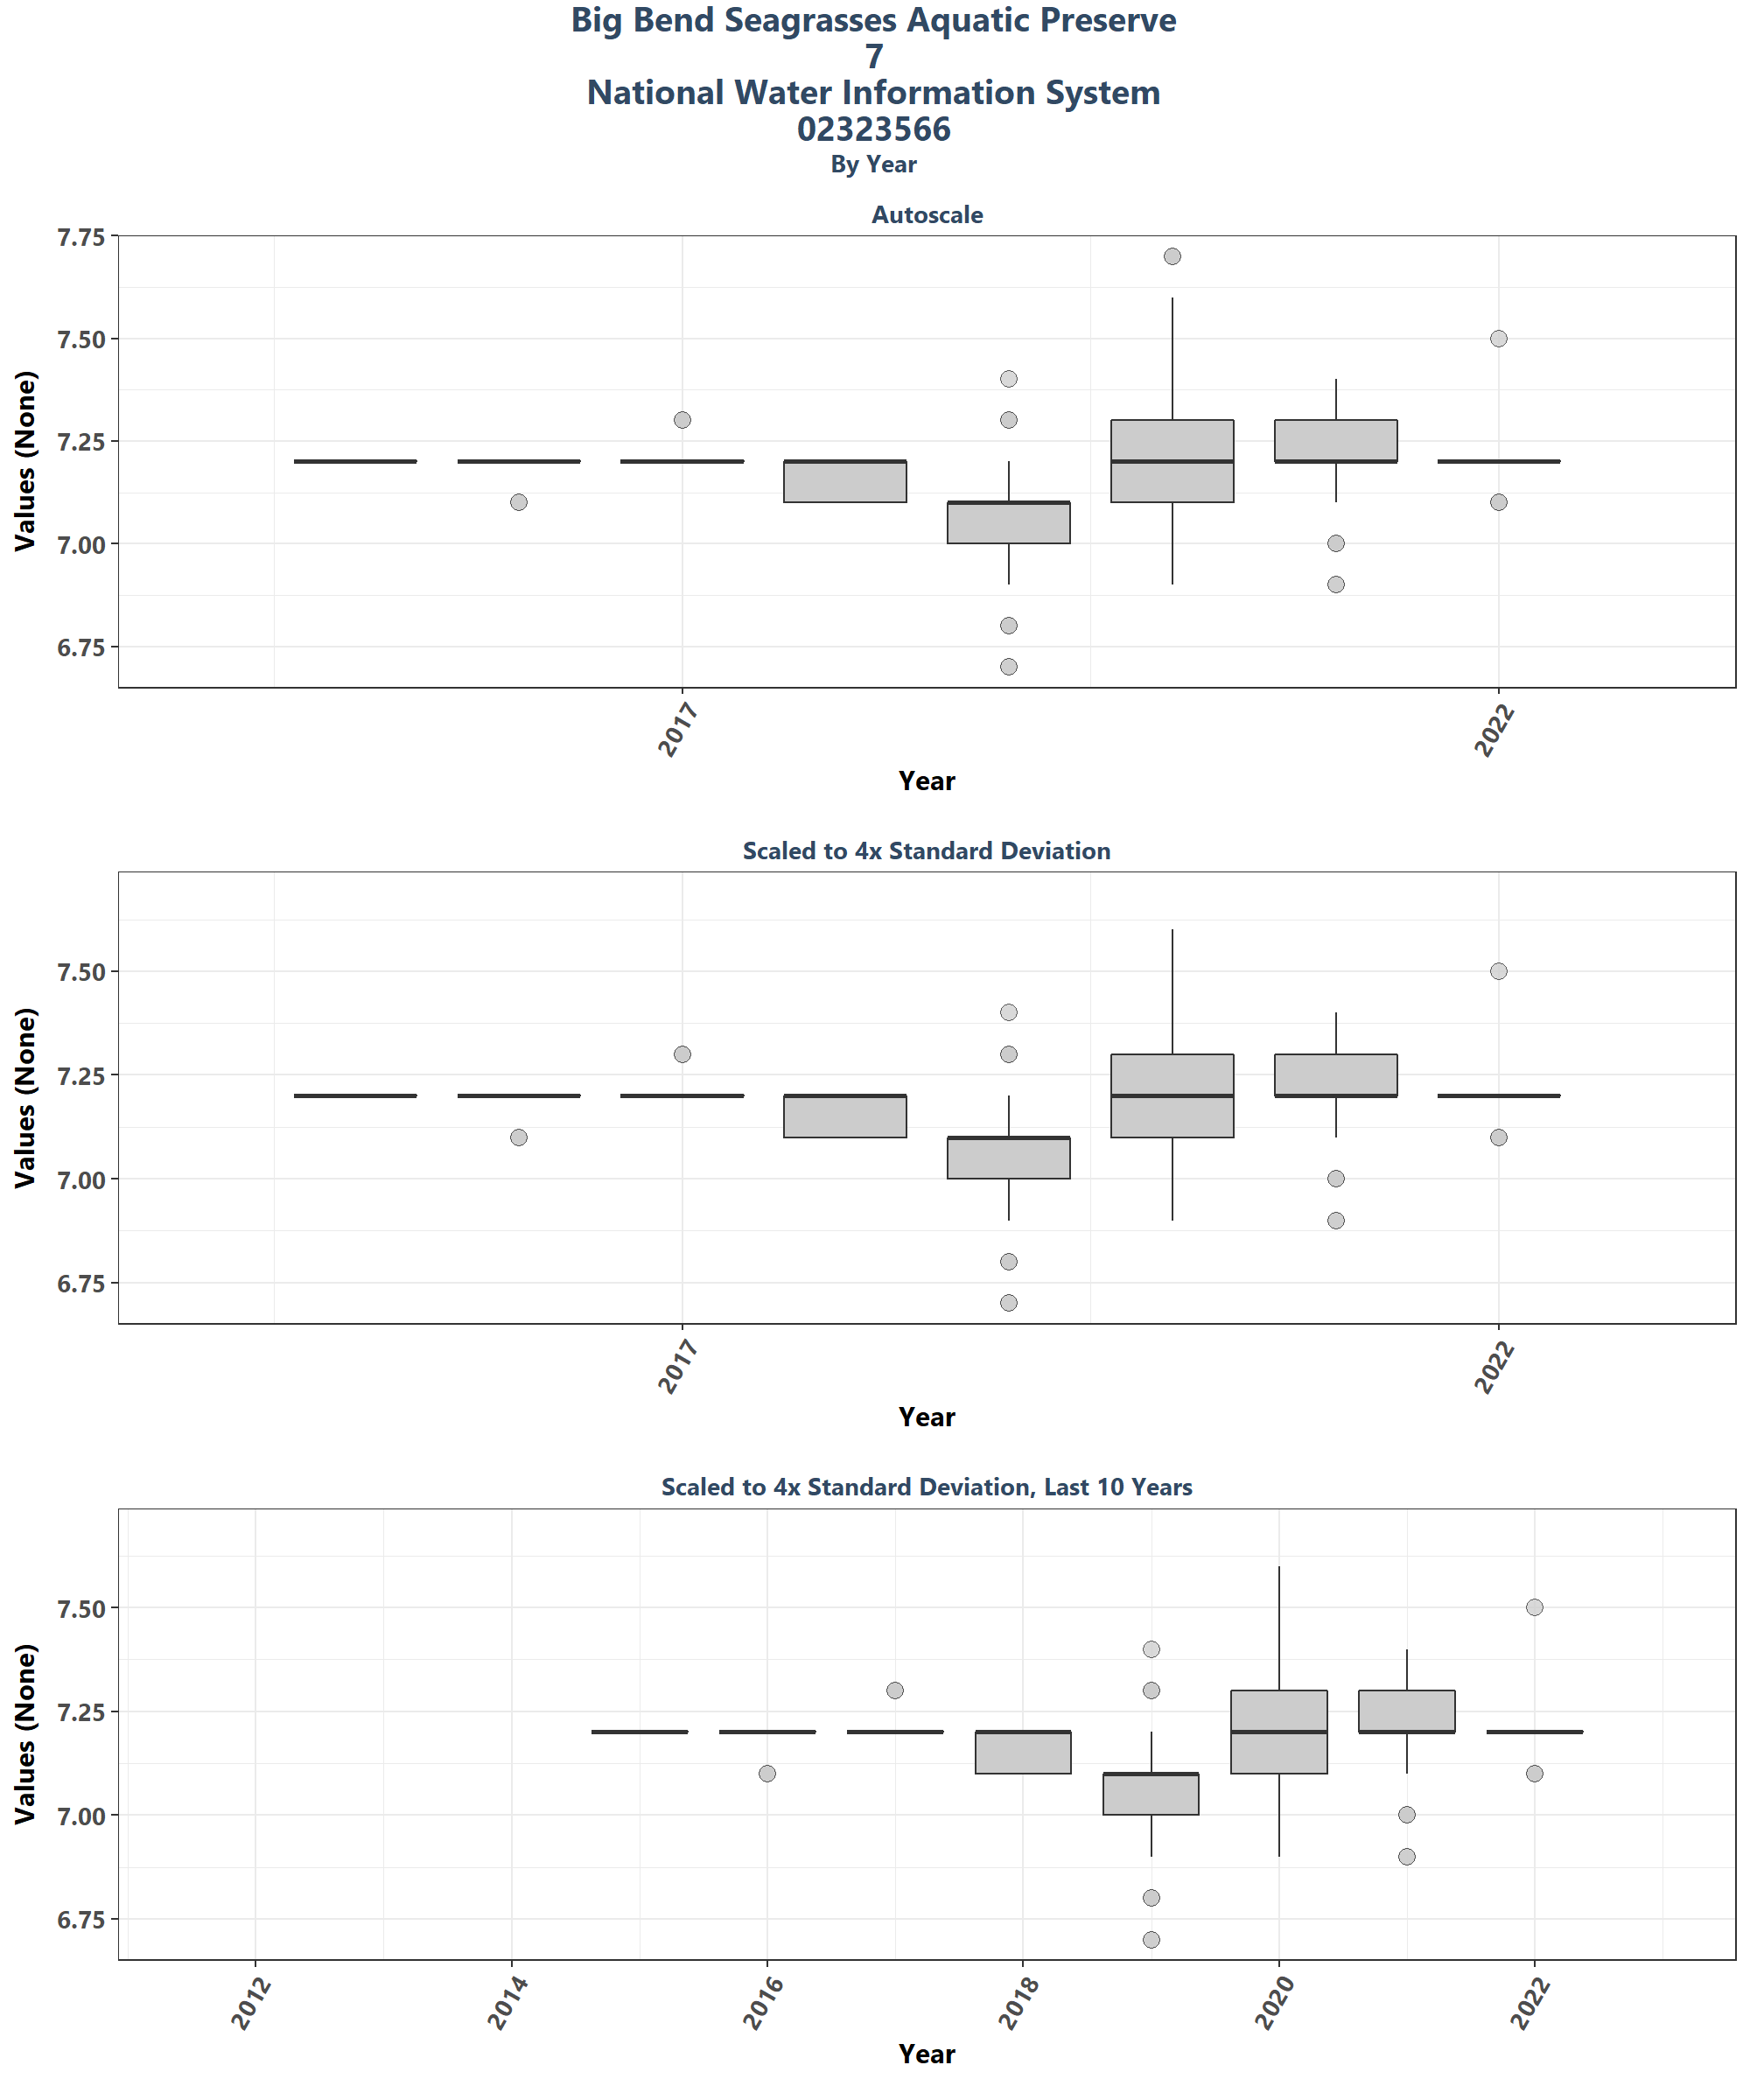 Big Bend Seagrasses Aquatic Preserve
7
National Water Information System
02323566
By Year
Autoscale
7.75
7.50
7.25
7.00
6.75
Values (None)
2017
2022
Year
Scaled to 4x Standard Deviation
7.50
7.25
7.00
6.75
Values (None)
2017
2022
Year
Scaled to 4x Standard Deviation, Last 10 Years
7.50
7.25
7.00
6.75
Values (None)
2012
2014
2016
2018
2020
2022
Year